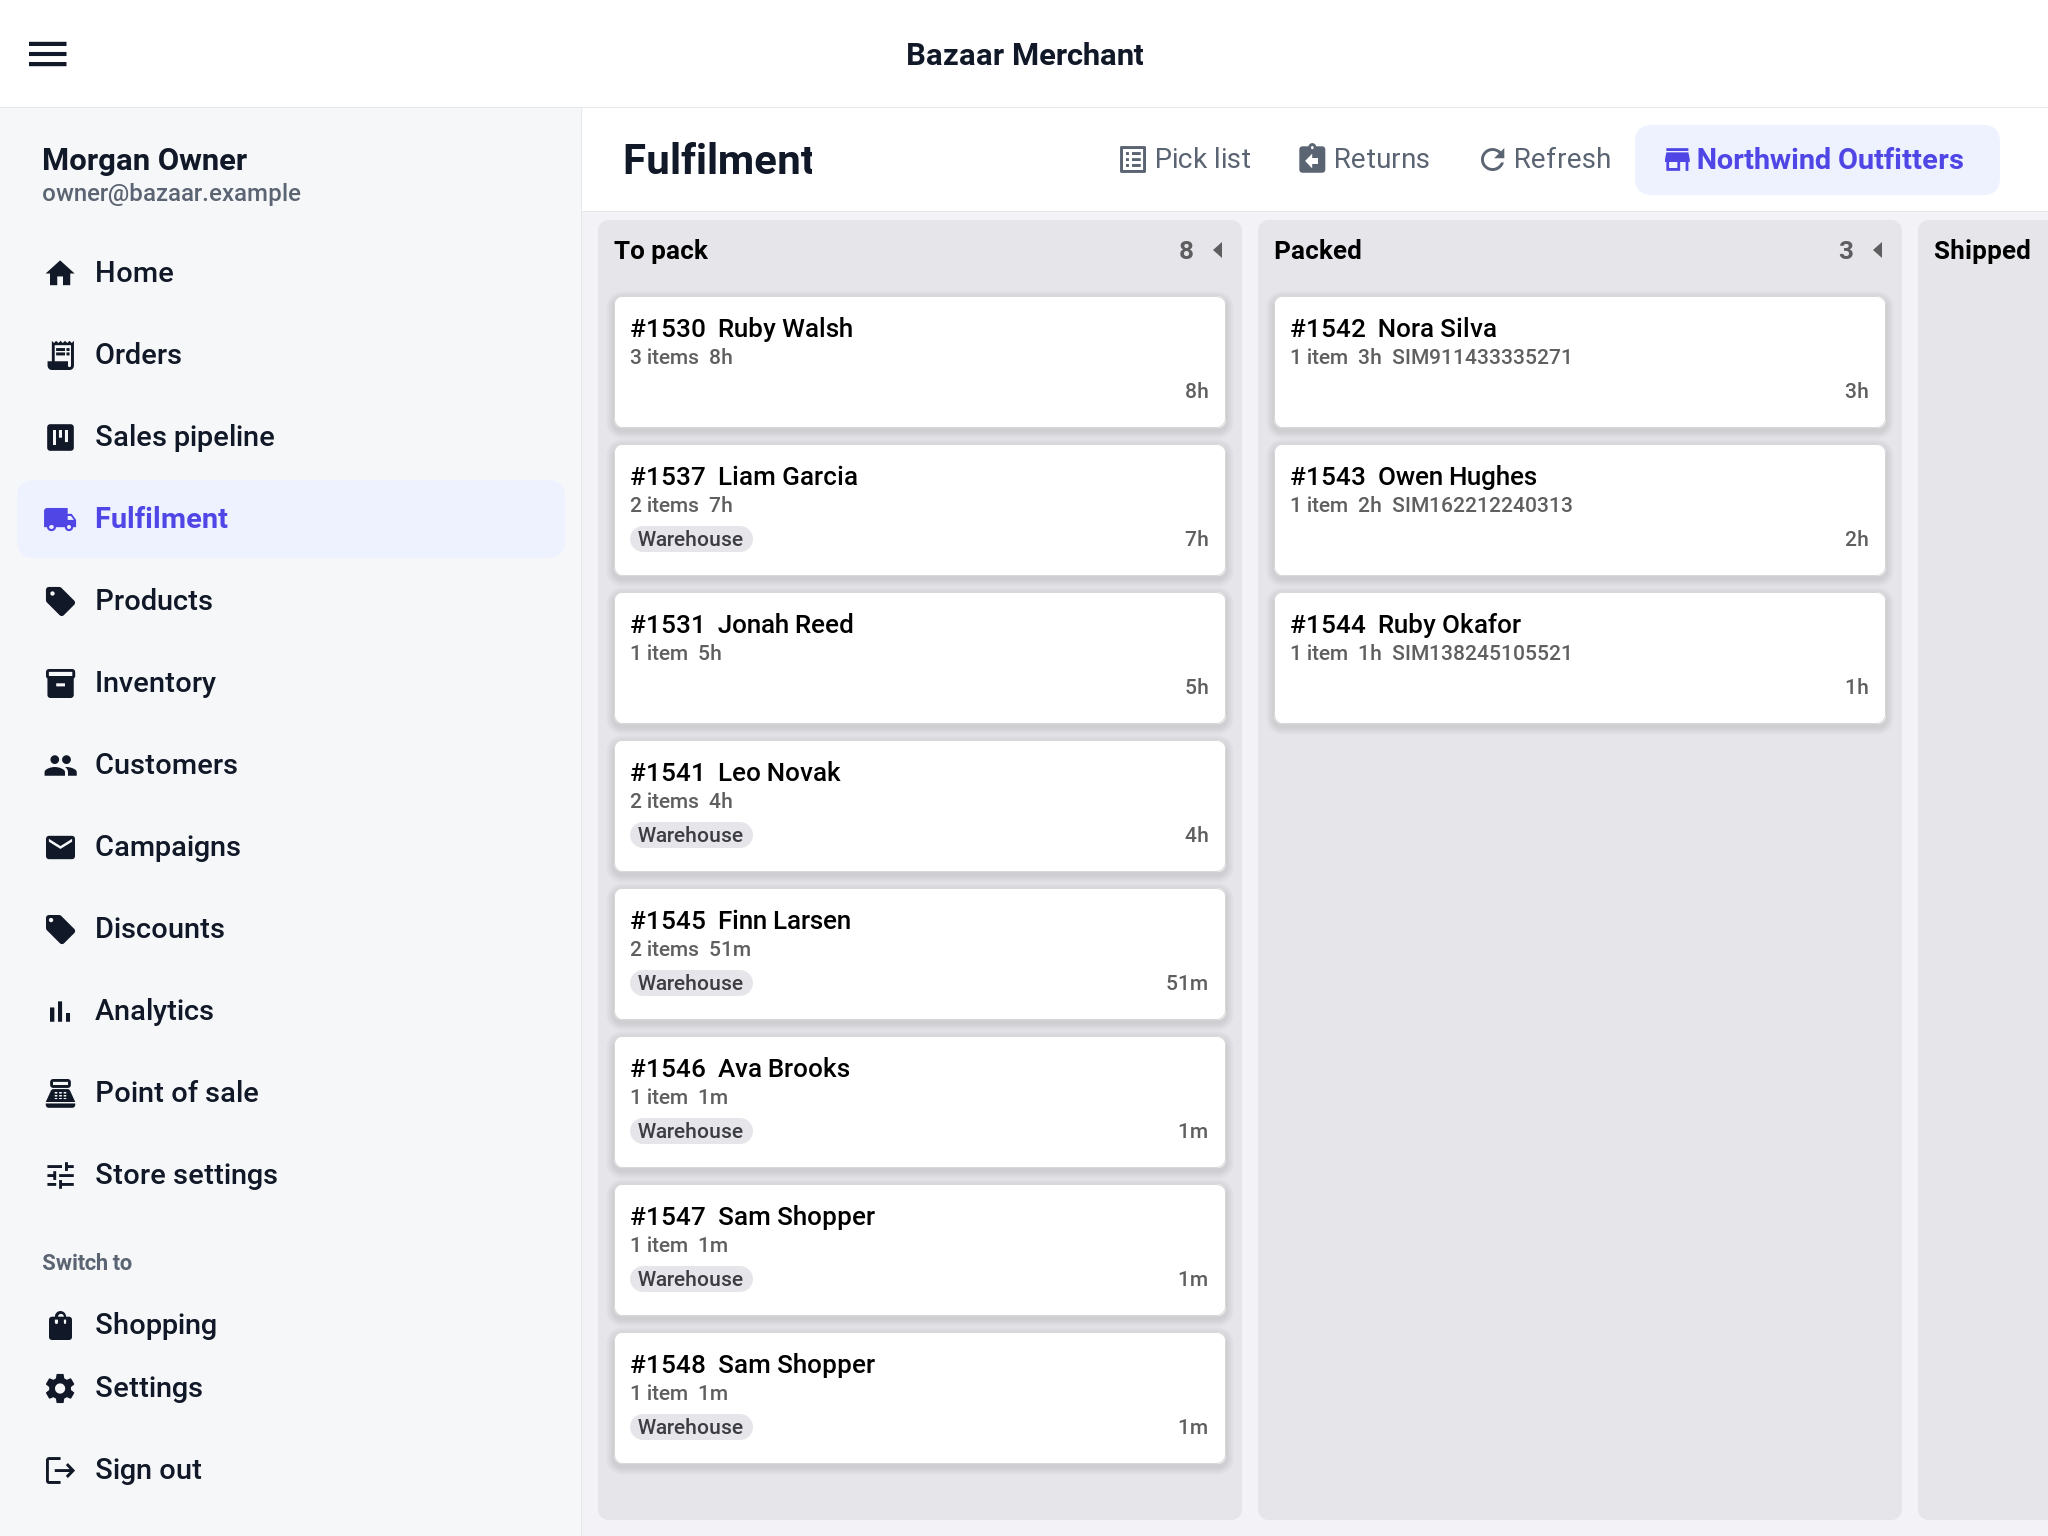 Bazaar Merchant
Morgan Owner
owner@bazaar.example
Home
Orders
Sales pipeline
Fulfilment
Products
Inventory
Customers
Campaigns
Discounts
Analytics
Point of sale
Store settings
Switch to
Shopping
Settings
Sign out
Fulfilment
Pick list
Returns
Refresh
Northwind Outfitters
To pack 8
#1530 Ruby Walsh
3 items 8h
8h
#1537 Liam Garcia
2 items 7h
Warehouse 7h
#1531 Jonah Reed
1 item 5h
5h
#1541 Leo Novak
2 items 4h
Warehouse 4h
#1545 Finn Larsen
2 items 51m
Warehouse 51m
#1546 Ava Brooks
1 item 1m
Warehouse 1m
#1547 Sam Shopper
1 item 1m
Warehouse 1m
#1548 Sam Shopper
1 item 1m
Warehouse 1m
Packed 3
#1542 Nora Silva
1 item 3h SIM911433335271
3h
#1543 Owen Hughes
1 item 2h SIM162212240313
2h
#1544 Ruby Okafor
1 item 1h SIM138245105521
1h
Shipped